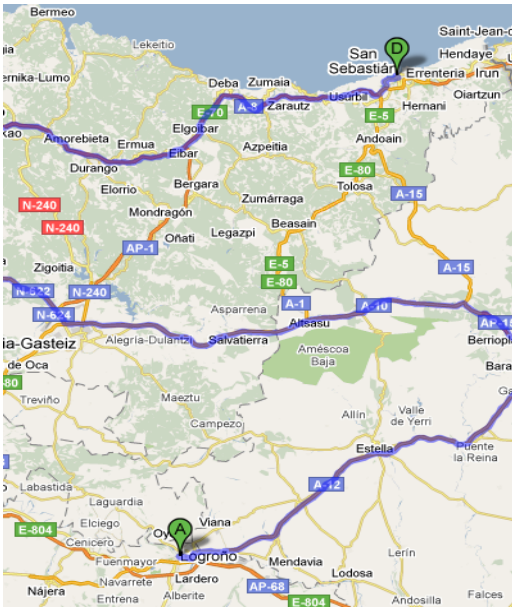 Bermeo
Lekeitio
San
Sebastián
D
Saint-Jean-d
Hendaye
Errenteria
Irun
ernika-Lumo
Deba
Zumaia
E-70
A-8
Zarautz
Usurbil
Oiartzun
Hernani
E-5
Elgoibar
Amorebieta
Ermua
Eibar
Azpeitia
Andoain
Durango
E-80
Elorrio
Bergara
Tolosa
A-15
N-240
Zumárraga
Mondragón
N-240
Oñati
Legazpi
Beasain
AP-1
Zigoitia
E-5
E-80
A-15
N-622
N-240
A-1
A-10
N-624
Asparrena
Altsasu
AP-15
ia-Gasteiz
Alegría-Dulantzi
Salvatierra
Berriopl
de Oca
Améscoa
Baja
Bara
80
Treviño
Maeztu
Allín
Valle
de Yerri
Ga
Campezo
Estella
Puente
la Reina
Labastida
Laguardia
A-12
Elciego
A
Viana
E-804
Oy
Cenicero
Logroño
Fuenmayor
Mendavia
Lerín
Navarrete
Lardero
Lodosa
Nájera
Entrena
Alberite
AP-68
E-804
Andosilla
Falces